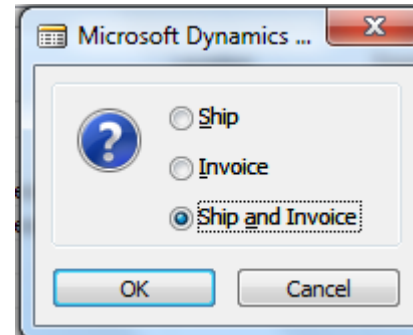 Microsoft Dynamics ...
Ship
Invoice
Ship and Invoice
OK
Cancel